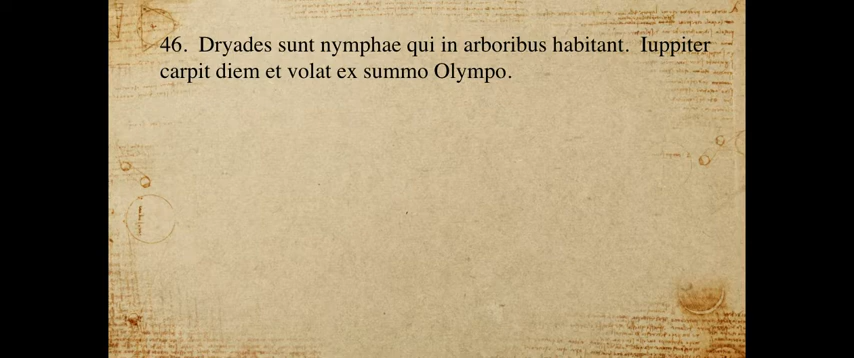 46.  Dryades sunt nymphae qui in arboribus habitant.  Iuppiter
carpit diem et volat ex summo Olympo.